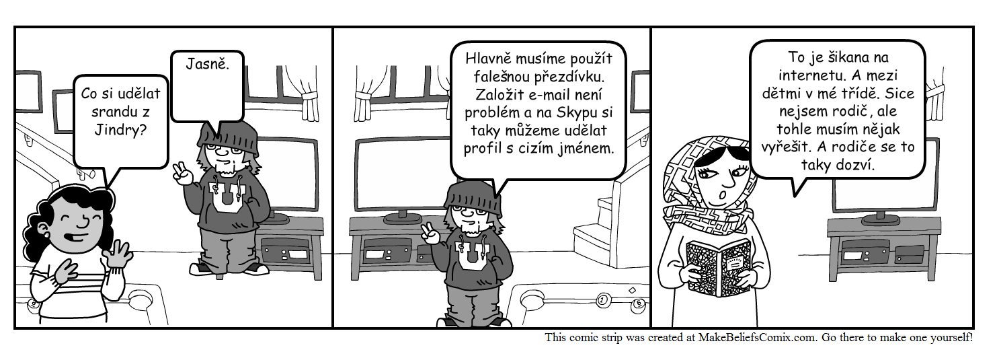 Co si udělat
srandu z
Jindry?
Jasně.
Hlavně musíme použít
falešnou přezdívku.
Založit e-mail není
problém a na Skypu si
taky můžeme udělat
profil s cizím jménem.
To je šikana na
internetu. A mezi
dětmi v mé třídě. Sice
nejsem rodič, ale
tohle musím nějak
vyřešit. A rodiče se to
taky dozví.
U
U
1
6
This comic strip was created at MakeBeliefsComix.com. Go there to make one yourself!